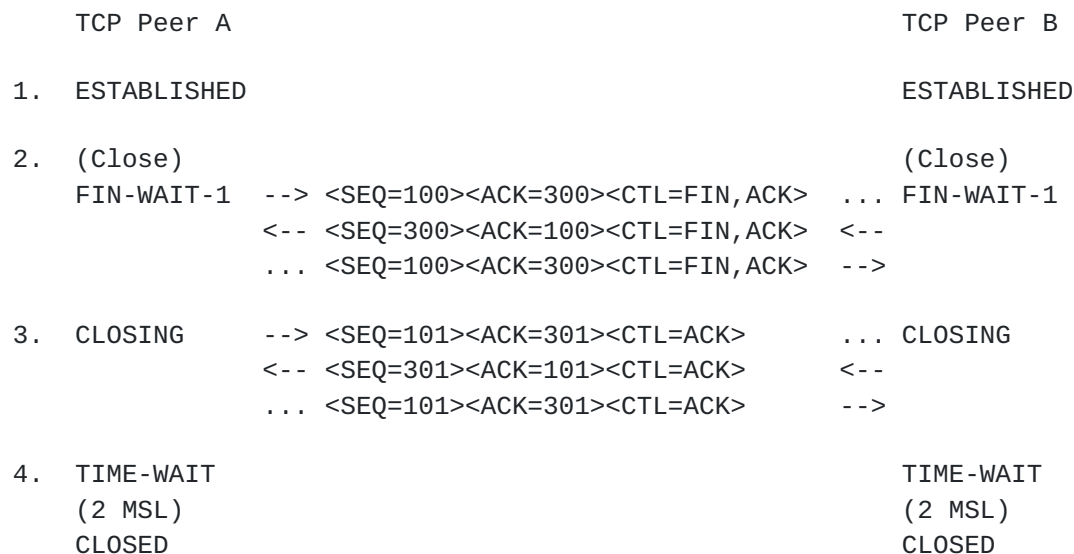 TCP Peer A                                           TCP Peer B
1.  ESTABLISHED                                          ESTABLISHED
2.  (Close)                                              (Close)
    FIN-WAIT-1  --> <SEQ=100><ACK=300><CTL=FIN,ACK>  ... FIN-WAIT-1
                <-- <SEQ=300><ACK=100><CTL=FIN,ACK>  <--
                ... <SEQ=100><ACK=300><CTL=FIN,ACK>  -->
3.  CLOSING     --> <SEQ=101><ACK=301><CTL=ACK>      ... CLOSING
                <-- <SEQ=301><ACK=101><CTL=ACK>      <--
                ... <SEQ=101><ACK=301><CTL=ACK>      -->
4.  TIME-WAIT                                            TIME-WAIT
    (2 MSL)                                              (2 MSL)
    CLOSED                                               CLOSED